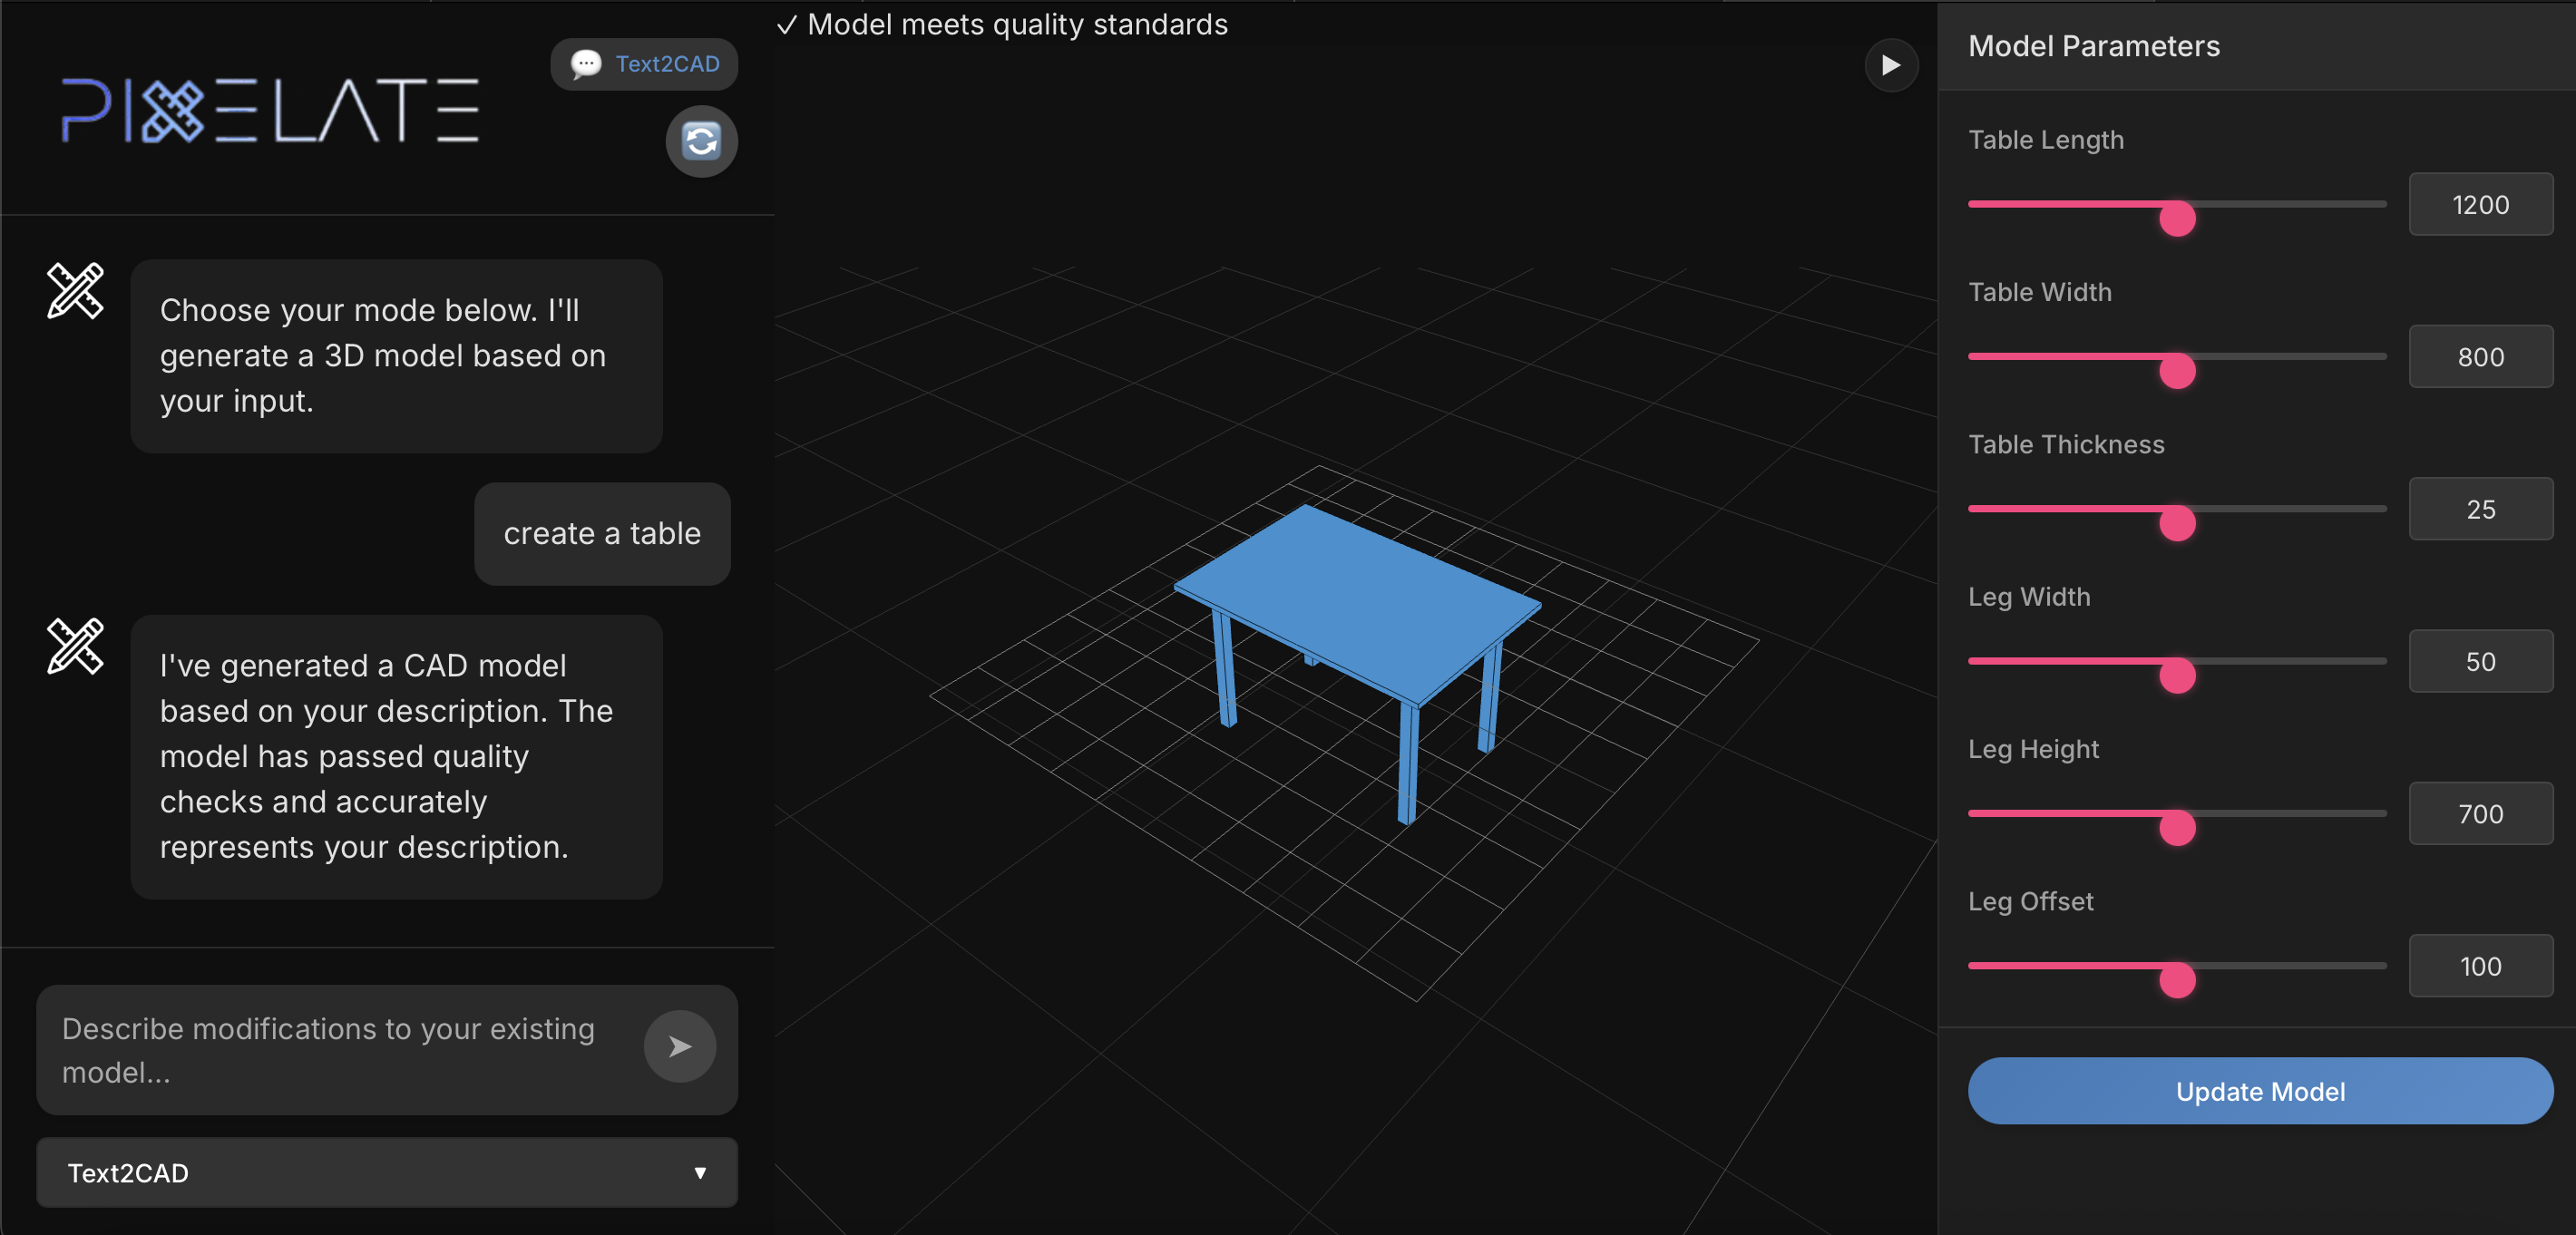 PIXELATE
Text2CAD
Choose your mode below. I'll
generate a 3D model based on
your input.
create a table
I've generated a CAD model
based on your description. The
model has passed quality
checks and accurately
represents your description.
Describe modifications to your existing
model...
Text2CAD
✓ Model meets quality standards
Model Parameters
Table Length
1200
Table Width
800
Table Thickness
25
Leg Width
50
Leg Height
700
Leg Offset
100
Update Model